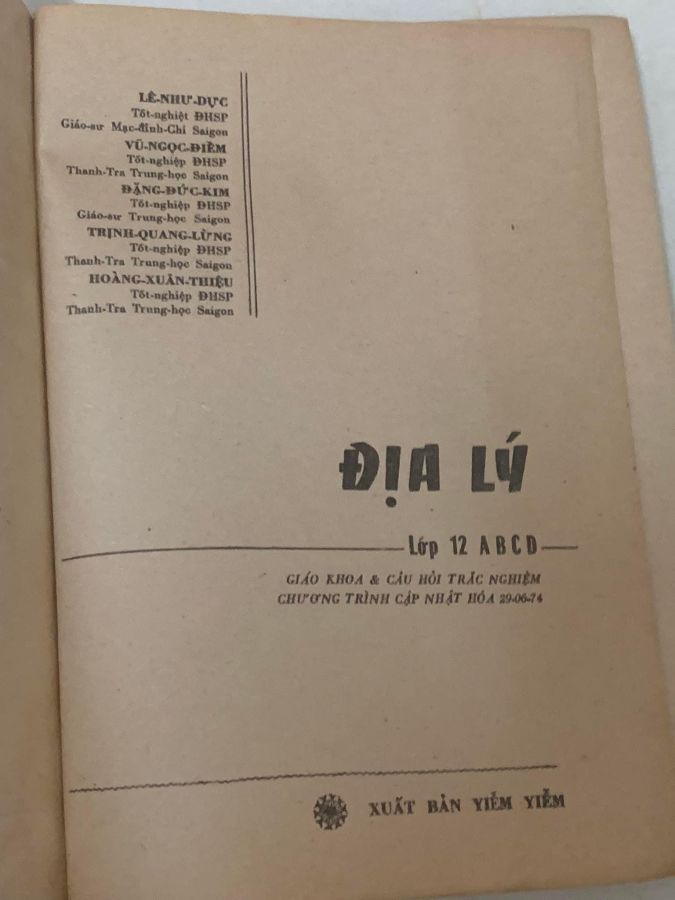 LÊ-NHƯ-DỰC
Tốt-nghiệt ĐHSP
Giáo-sư Mạc-đĩnh-Chi Saigon
VŨ-NGỌC-ĐIỀM
Tốt-nghiệp ĐHSP
Thanh-Tra Trung-học Saigon
ĐẶNG-ĐỨC-KIM
Tốt-nghiệp ĐHSP
Giáo-sư Trung-học Saigon
TRỊNH-QUANG-LỪNG
Tốt-nghiệp ĐHSP
Thanh-Tra Trung-học Saigon
HOÀNG-XUÂN-THIỆU
Tốt-nghiệp ĐHSP
Thanh-Tra Trung-học Saigon
ĐỊA LÝ
Lớp 12 ABCD
GIÁO KHOA & CÂU HỎI TRẮC NGHIỆM
CHƯƠNG TRÌNH CẬP NHẬT HÓA 29-06-74
XUẤT BẢN YIỄM YIỄM